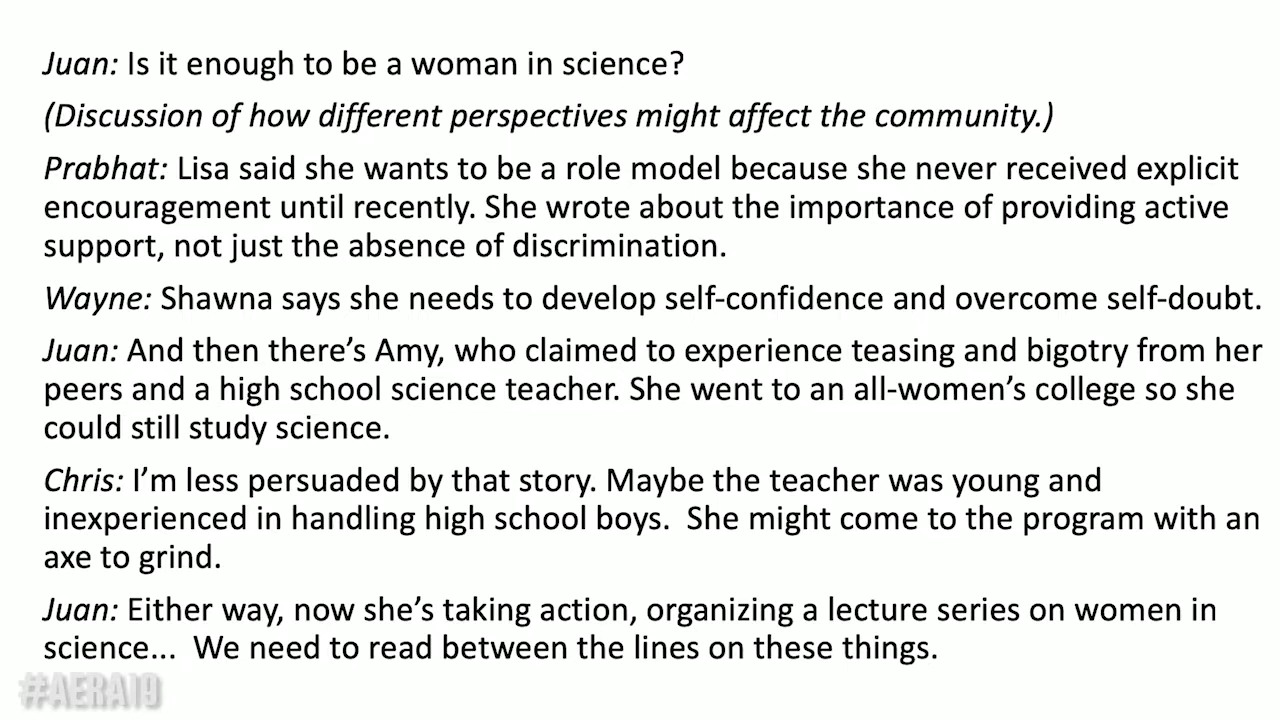 Juan: Is it enough to be a woman in science?
(Discussion of how different perspectives might affect the community.)
Prabhat: Lisa said she wants to be a role model because she never received explicit
encouragement until recently. She wrote about the importance of providing active
support, not just the absence of discrimination.
Wayne: Shawna says she needs to develop self-confidence and overcome self-doubt.
Juan: And then there’s Amy, who claimed to experience teasing and bigotry from her
peers and a high school science teacher. She went to an all-women’s college so she
could still study science.
Chris: I’m less persuaded by that story. Maybe the teacher was young and
inexperienced in handling high school boys.  She might come to the program with an
axe to grind.
Juan: Either way, now she’s taking action, organizing a lecture series on women in
science...  We need to read between the lines on these things.
#AERA19